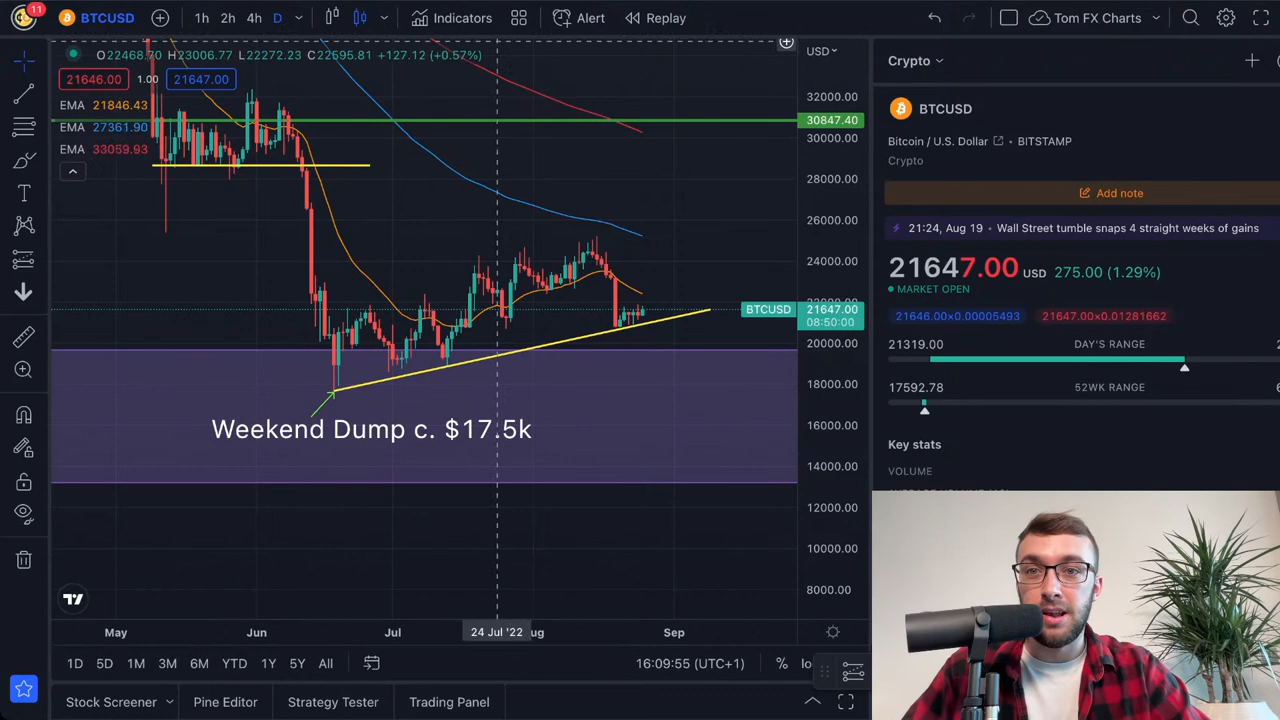 11
BTCUSD
1h 2h 4h D
Indicators
Alert
Replay
Tom FX Charts
O22468.70 H23006.77 L22272.23 C22595.81 +127.12 (+0.57%)
21646.00 1.00 21647.00
EMA 21846.43
EMA 27361.90
EMA 33059.93
USD
32000.00
30847.40
30000.00
28000.00
26000.00
24000.00
BTCUSD 21647.00
08:50:00
20000.00
18000.00
16000.00
14000.00
12000.00
10000.00
8000.00
Weekend Dump c. $17.5k
May Jun Jul 24 Jul '22 Sep
1D 5D 1M 3M 6M YTD 1Y 5Y All
16:09:55 (UTC+1) %
Stock Screener Pine Editor Strategy Tester Trading Panel
Crypto
BTCUSD
Bitcoin / U.S. Dollar • BITSTAMP
Crypto
Add note
21:24, Aug 19 • Wall Street tumble snaps 4 straight weeks of gains
21647.00 USD 275.00 (1.29%)
MARKET OPEN
21646.00×0.00005493 21647.00×0.01281662
21319.00 DAY'S RANGE
17592.78 52WK RANGE
Key stats
VOLUME